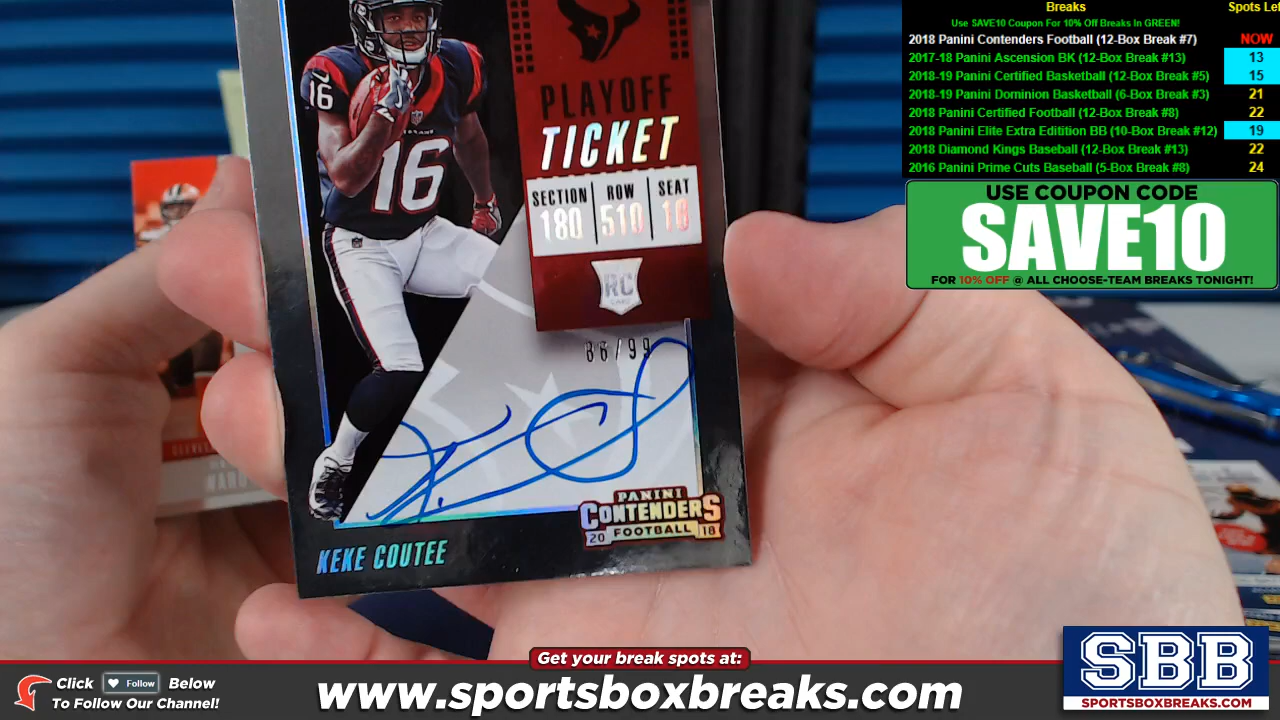 16
TEXANS
16
PLAYOFF
TICKET
SECTION ROW SEAT
180 510 16
RC
CARD
86/99
PANINI
CONTENDERS
20 FOOTBALL 18
KEKE COUTEE
Breaks Spots Lef
Use SAVE10 Coupon For 10% Off Breaks In GREEN!
2018 Panini Contenders Football (12-Box Break #7) NOW
2017-18 Panini Ascension BK (12-Box Break #13) 13
2018-19 Panini Certified Basketball (12-Box Break #5) 15
2018-19 Panini Dominion Basketball (6-Box Break #3) 21
2018 Panini Certified Football (12-Box Break #8) 22
2018 Panini Elite Extra Edition BB (10-Box Break #12) 19
2018 Diamond Kings Baseball (12-Box Break #13) 22
2016 Panini Prime Cuts Baseball (5-Box Break #8) 24
USE COUPON CODE
SAVE10
FOR 10% OFF @ ALL CHOOSE-TEAM BREAKS TONIGHT!
Get your break spots at:
Click Follow Below
To Follow Our Channel!
www.sportsboxbreaks.com
SBB
SPORTSBOXBREAKS.COM